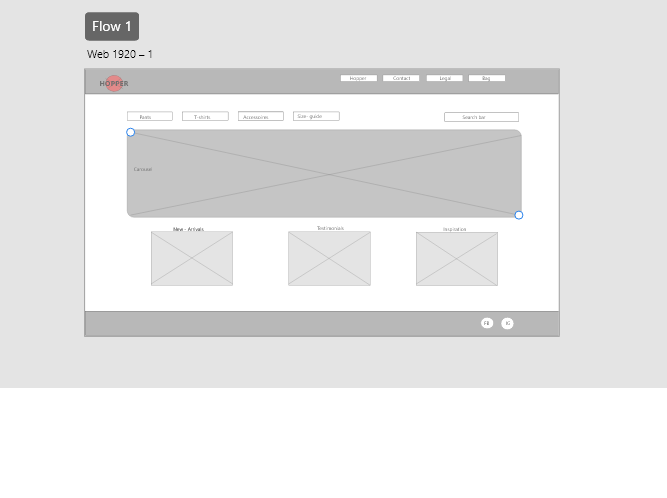 Flow 1
Web 1920 – 1
HOPPER
Hopper Contact Legal Bag
Boots T-shirts Accessoires Size - guide Search bar
Carousel
New - Arrivals Testimonials Inspiration
FB IG